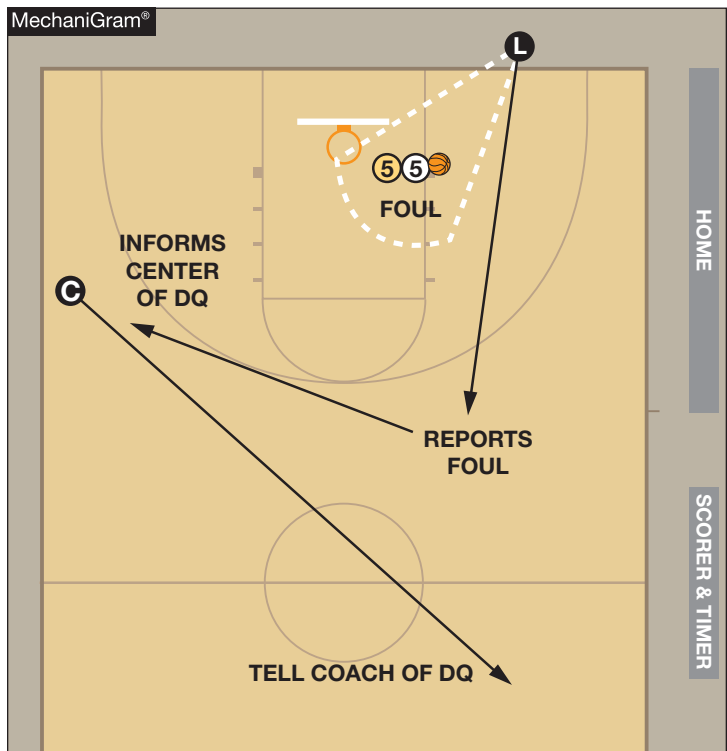 MechaniGram®
L
5 5
FOUL
HOME
INFORMS
CENTER
OF DQ
C
REPORTS
FOUL
SCORER & TIMER
TELL COACH OF DQ